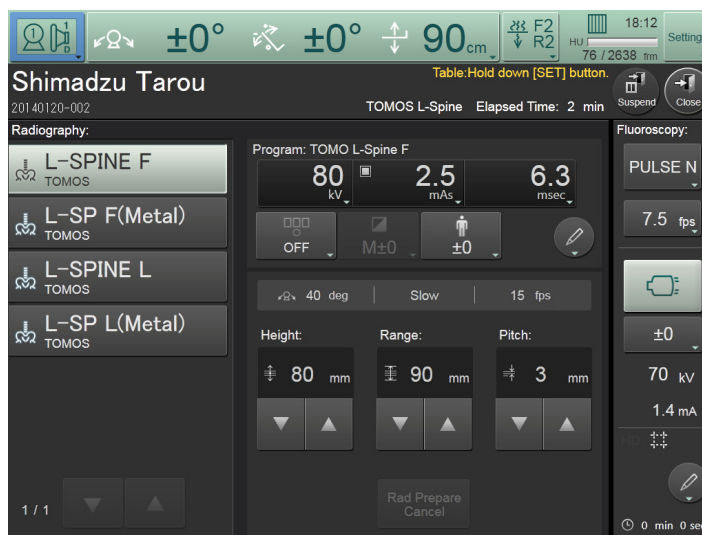 1 D ±0° ±0° 90cm F2 R2 HU 18:12 76 / 2638 frm Setting
Table:Hold down [SET] button.
Shimadzu Tarou
20140120-002 TOMOS L-Spine Elapsed Time: 2 min Suspend Close
Radiography: Fluoroscopy:
L-SPINE F
TOMOS
L-SP F(Metal)
TOMOS
L-SPINE L
TOMOS
L-SP L(Metal)
TOMOS
1 / 1
Program: TOMO L-Spine F
80 kV 2.5 mAs 6.3 msec
OFF M±0 ±0
40 deg Slow 15 fps
Height: Range: Pitch:
80 mm 90 mm 3 mm
Rad Prepare
Cancel
PULSE N
7.5 fps
±0
70 kV
1.4 mA
0 min 0 sec